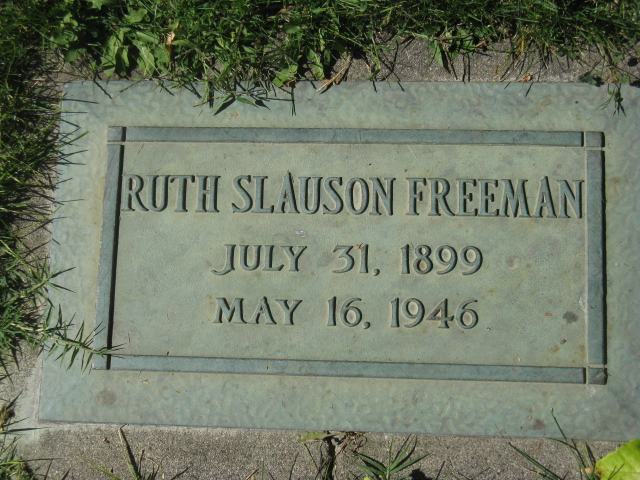 RUTH SLAUSON FREEMAN
JULY 31, 1899
MAY 16, 1946